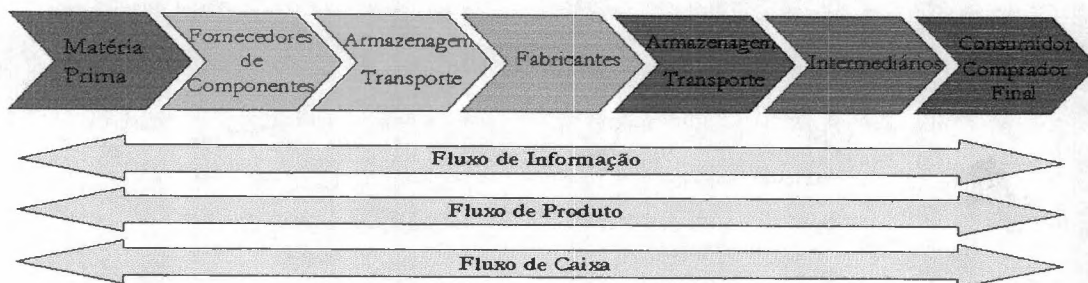 Matéria
Prima
Fornecedores
de
Componentes
Armazenagem
Transporte
Fabricantes
Armazenagem
Transporte
Intermediários
Consumidor
Comprador
Final
Fluxo de Informação
Fluxo de Produto
Fluxo de Caixa